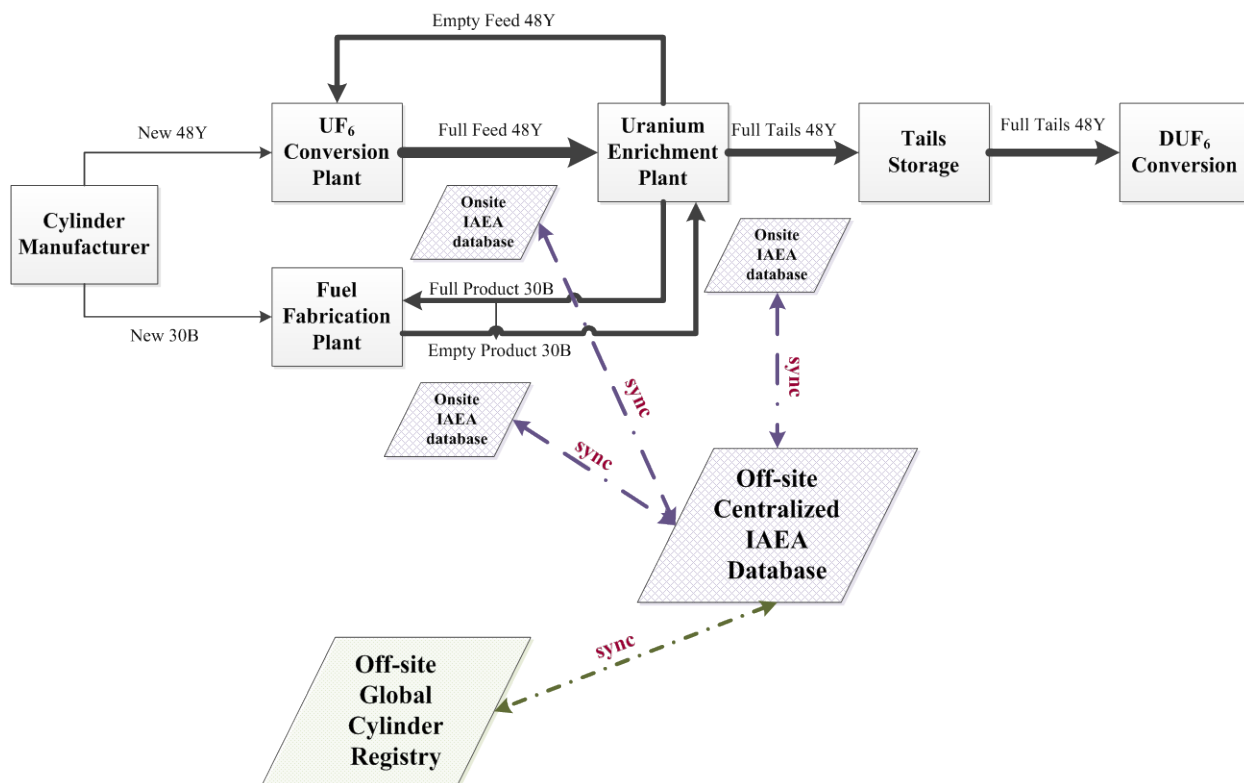 Empty Feed 48Y
New 48Y
UF₆
Conversion
Plant
Full Feed 48Y
Uranium
Enrichment
Plant
Full Tails 48Y
Tails
Storage
Full Tails 48Y
DUF₆
Conversion
Cylinder
Manufacturer
Onsite
IAEA
database
Onsite
IAEA
database
New 30B
Fuel
Fabrication
Plant
Full Product 30B
Empty Product 30B
Onsite
IAEA
database
sync
sync
sync
Off-site
Centralized
IAEA
Database
sync
Off-site
Global
Cylinder
Registry